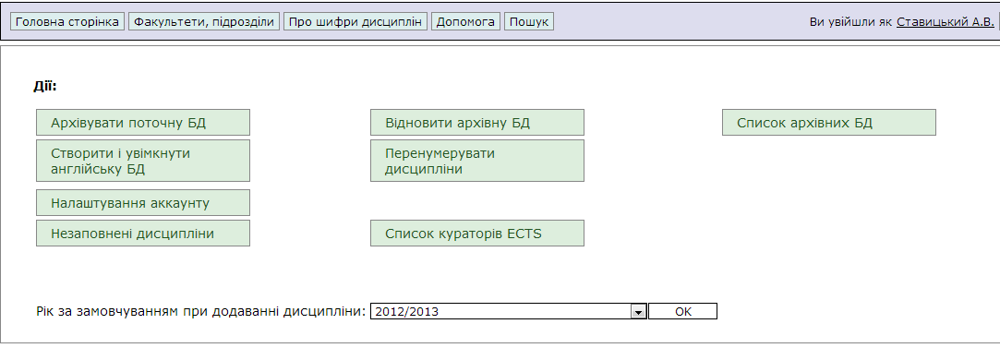 Головна сторінка Факультети, підрозділи Про шифри дисциплін Допомога Пошук Ви увійшли як Ставицький А.В.
Дії:
Архівувати поточну БД Відновити архівну БД Список архівних БД
Створити і увімкнути Перенумерувати
англійську БД дисципліни
Налаштування аккаунту
Незаповнені дисципліни Список кураторів ECTS
Рік за замовчуванням при додаванні дисципліни: 2012/2013 OK